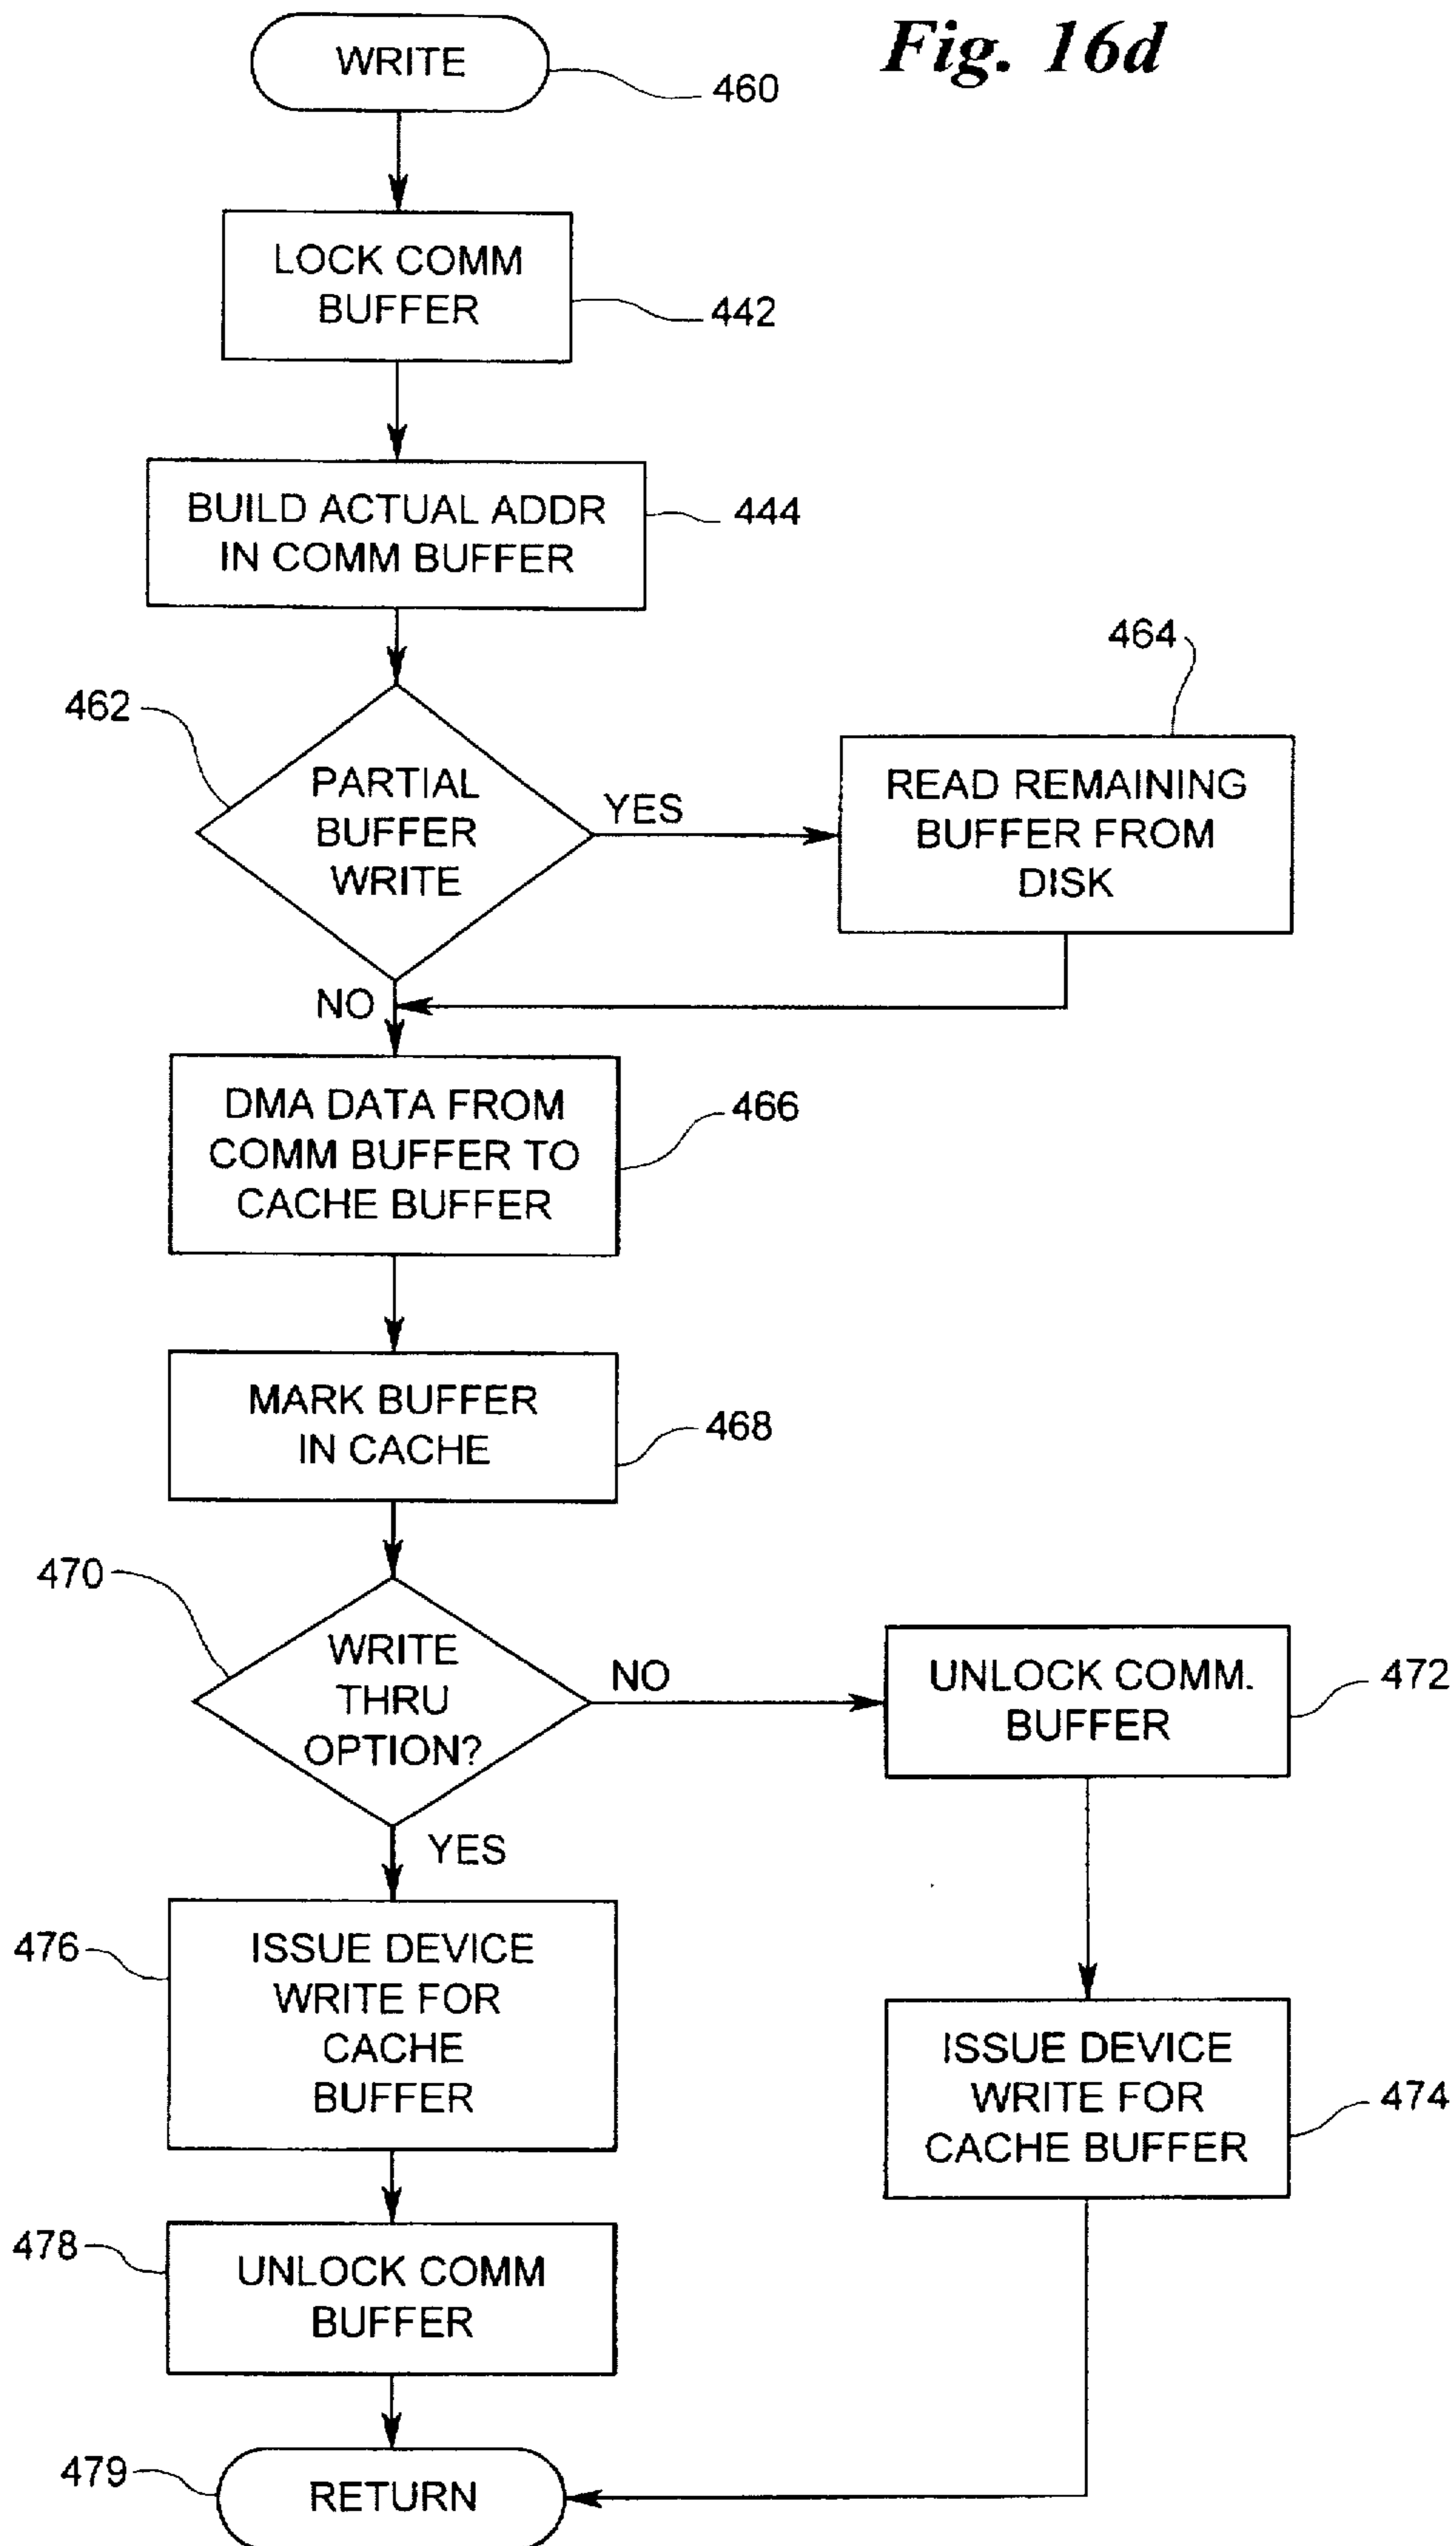 Fig. 16d
WRITE
460
LOCK COMM
BUFFER
442
BUILD ACTUAL ADDR
IN COMM BUFFER
444
462
PARTIAL
BUFFER
WRITE
YES
464
READ REMAINING
BUFFER FROM
DISK
NO
DMA DATA FROM
COMM BUFFER TO
CACHE BUFFER
466
MARK BUFFER
IN CACHE
468
470
WRITE
THRU
OPTION?
NO
UNLOCK COMM.
BUFFER
472
YES
476
ISSUE DEVICE
WRITE FOR
CACHE
BUFFER
ISSUE DEVICE
WRITE FOR
CACHE BUFFER
474
478
UNLOCK COMM
BUFFER
479
RETURN